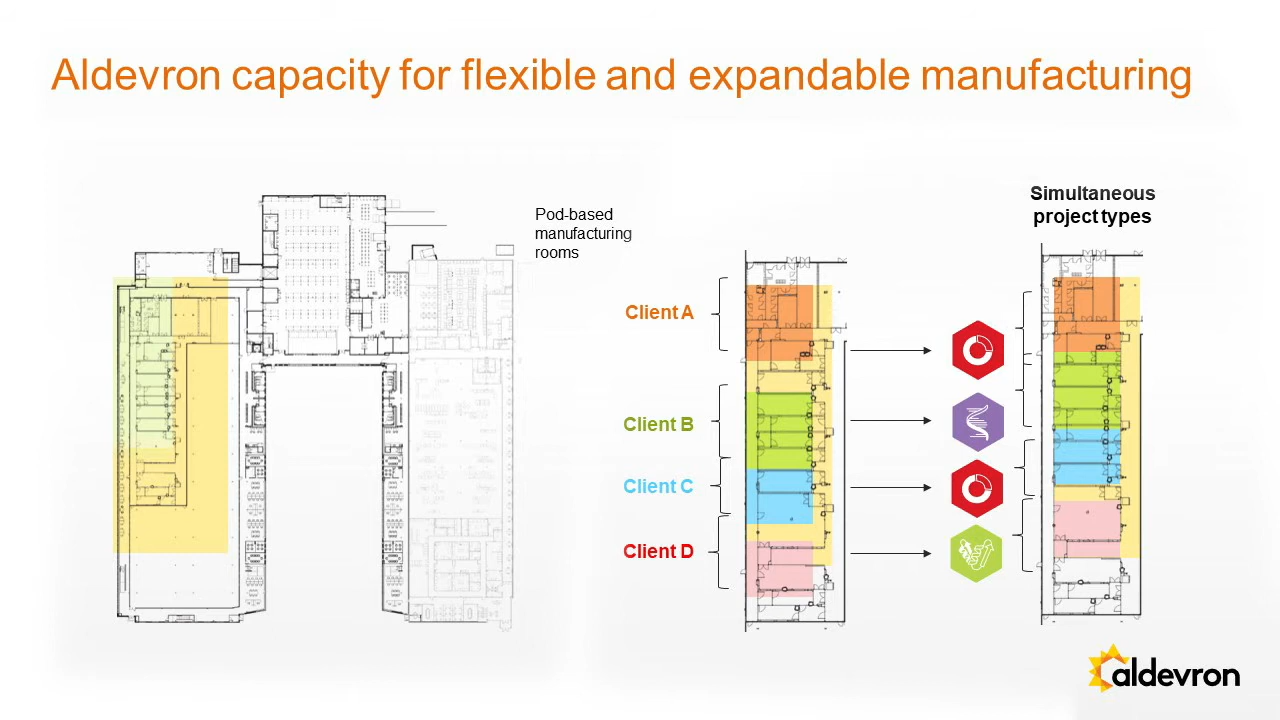 Aldevron capacity for flexible and expandable manufacturing
Pod-based
manufacturing
rooms
Simultaneous
project types
Client A
Client B
Client C
Client D
aldevron